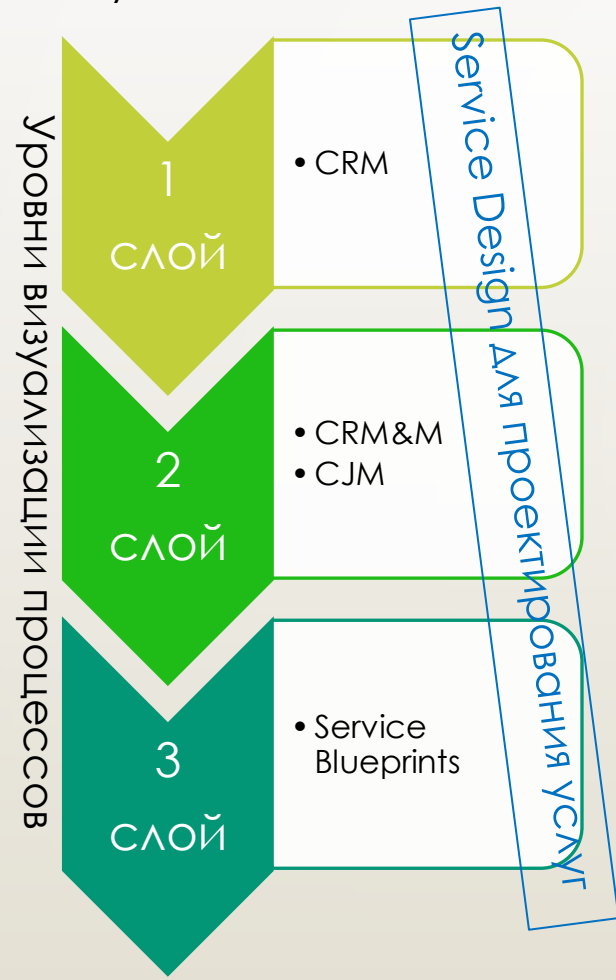 Уровни визуализации процессов
1
слой
• CRM
2
слой
• CRM&M
• CJM
3
слой
• Service
Blueprints
Service Design для проектирования услуг